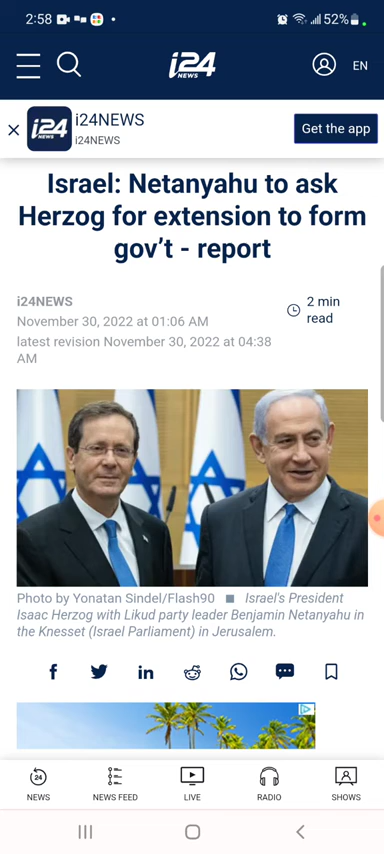 2:58 52%
i24 NEWS EN
i24NEWS
i24 NEWS
i24NEWS
Get the app
Israel: Netanyahu to ask
Herzog for extension to form
gov't - report
i24NEWS
November 30, 2022 at 01:06 AM
latest revision November 30, 2022 at 04:38
AM
2 min
read
Photo by Yonatan Sindel/Flash90 ■ Israel's President
Isaac Herzog with Likud party leader Benjamin Netanyahu in
the Knesset (Israel Parliament) in Jerusalem.
24
NEWS NEWS FEED LIVE RADIO SHOWS